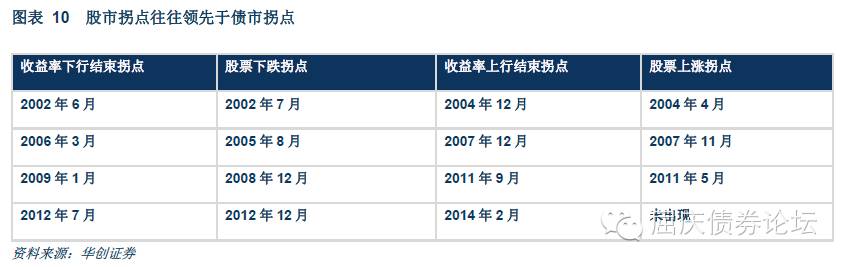 图表 10 股市拐点往往领先于债市拐点
收益率下行结束拐点 股票下跌拐点 收益率上行结束拐点 股票上涨拐点
2002 年 6 月 2002 年 7 月 2004 年 12 月 2004 年 4 月
2006 年 3 月 2005 年 8 月 2007 年 12 月 2007 年 11 月
2009 年 1 月 2008 年 12 月 2011 年 9 月 2011 年 5 月
2012 年 7 月 2012 年 12 月 2014 年 2 月 未出现
屈庆债券论坛
资料来源：华创证券